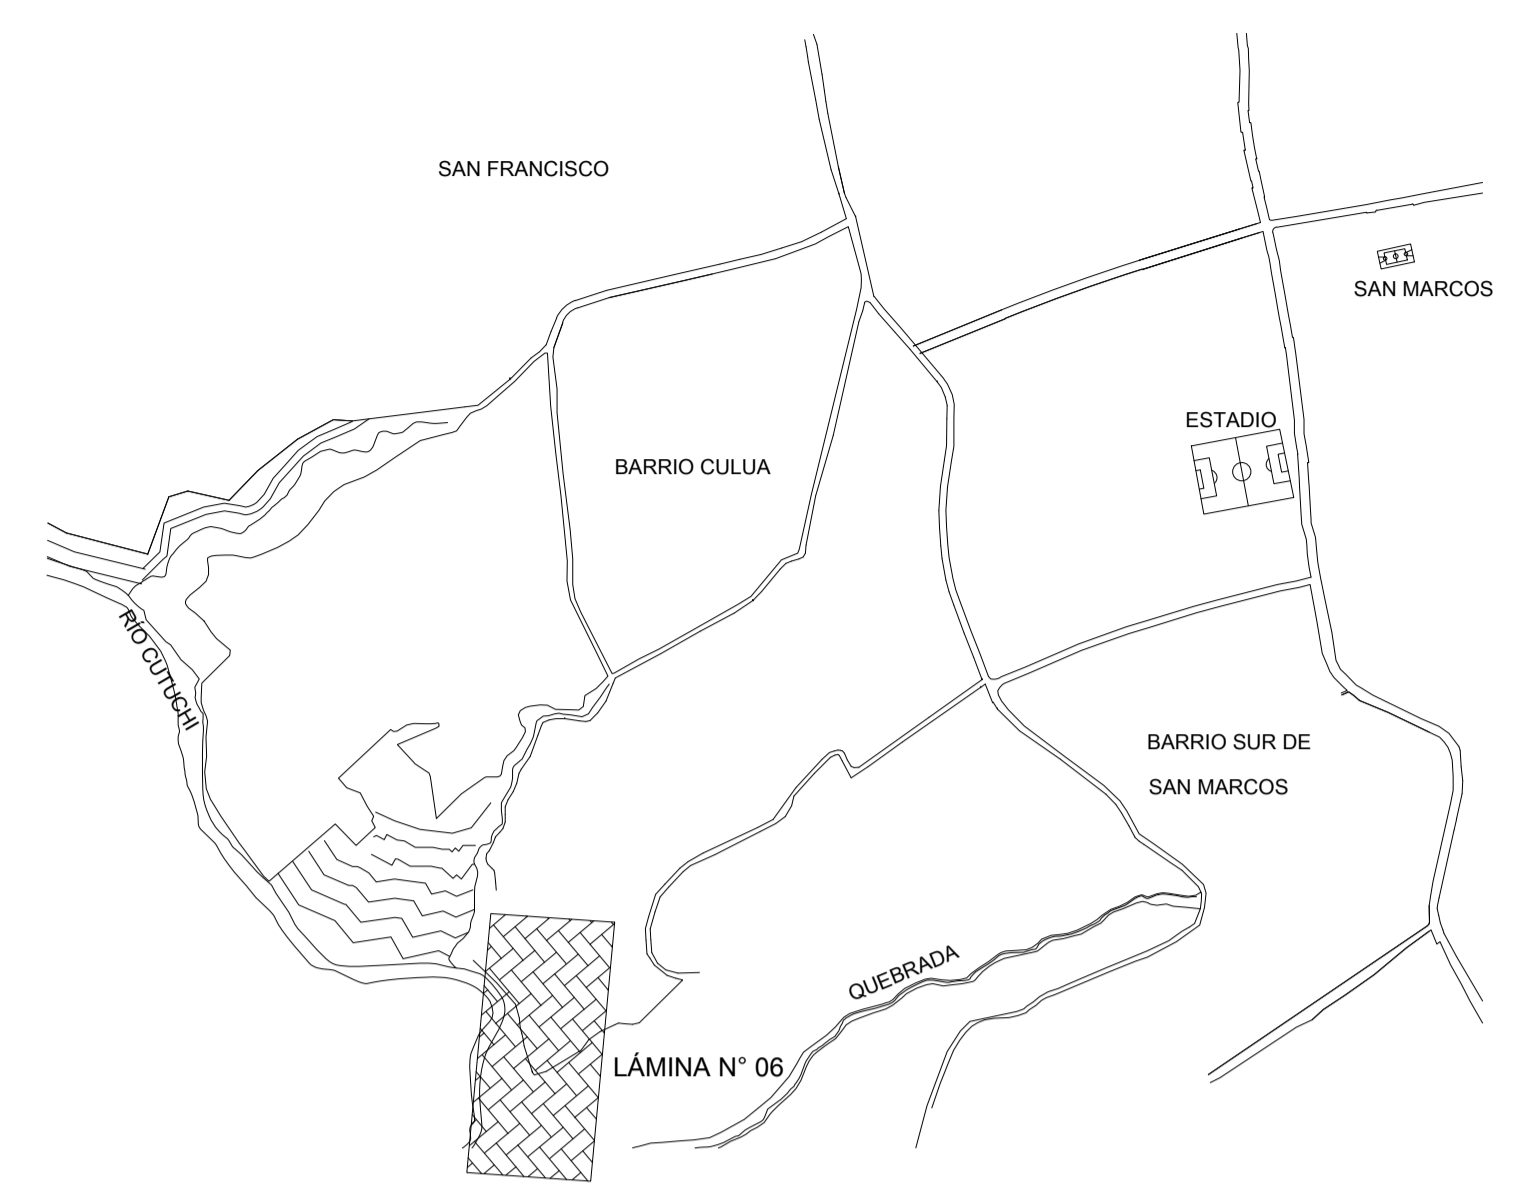 SAN FRANCISCO
SAN MARCOS
ESTADIO
BARRIO CULUA
RÍO CUTUCHI
BARRIO SUR DE
SAN MARCOS
QUEBRADA
LÁMINA N° 06